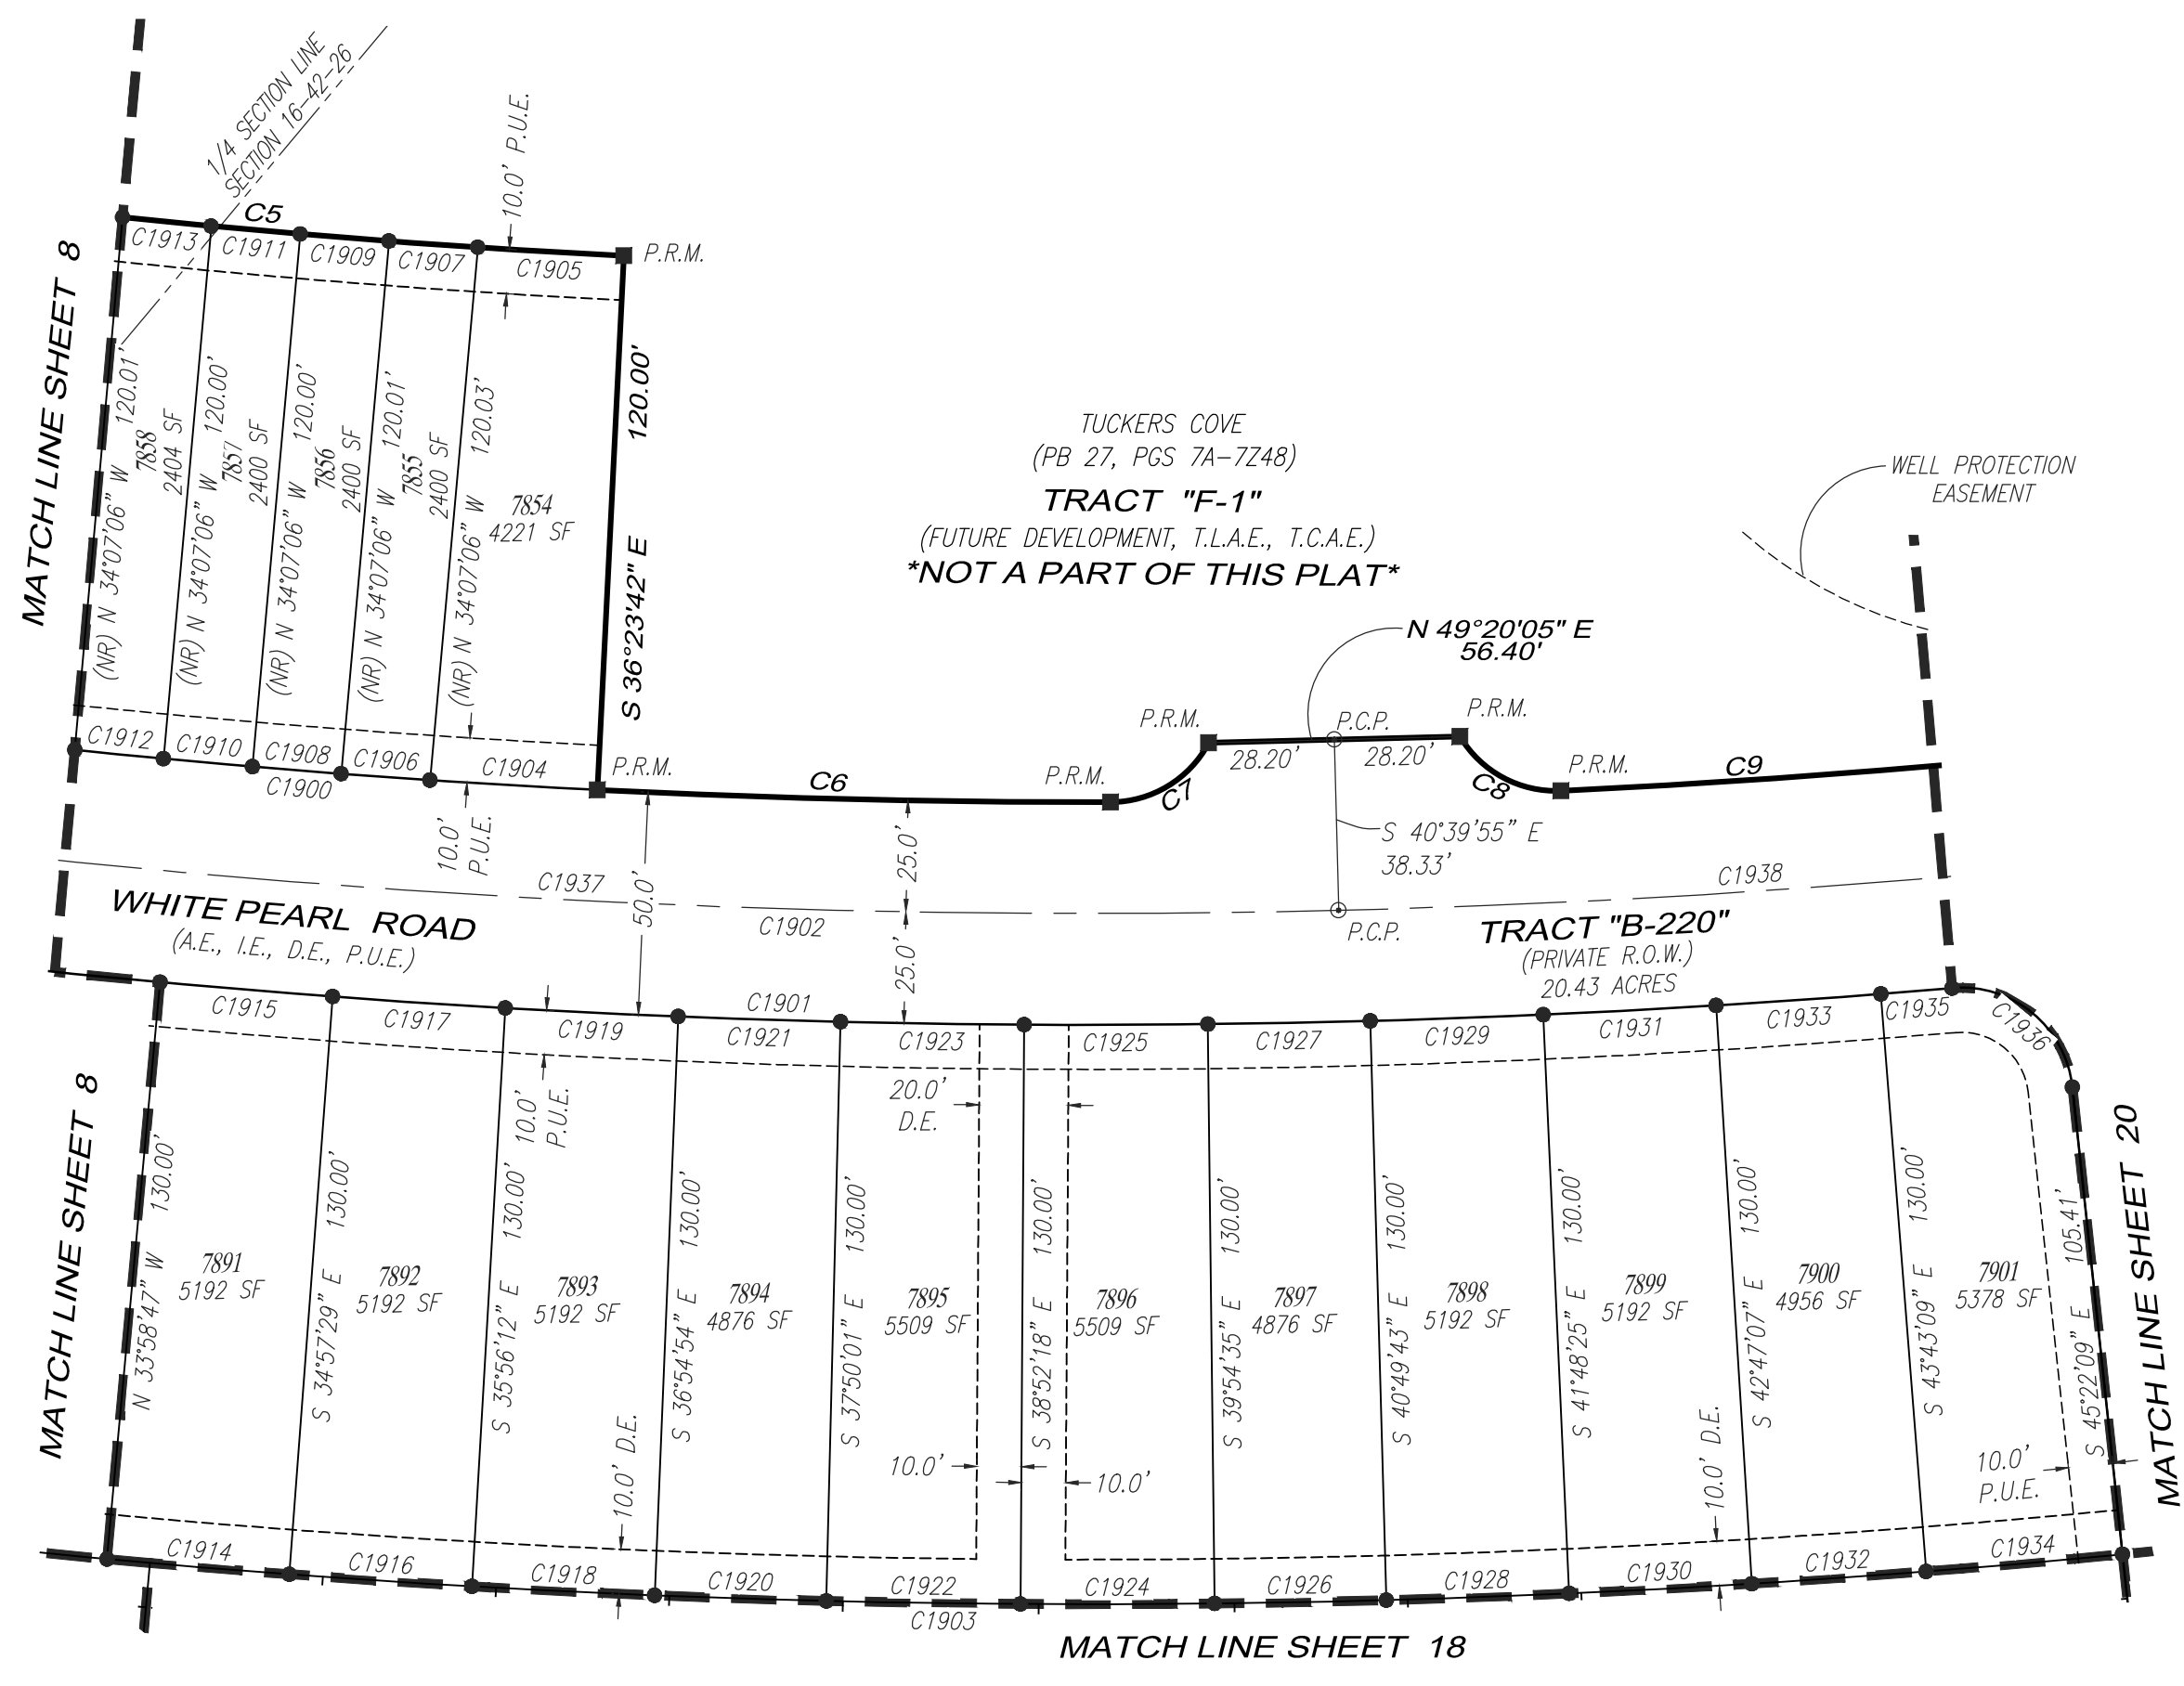 1/4 SECTION LINE
SECTION 16-42-26
10.0' P.U.E.
C5
C1913
C1911
C1909
C1907
C1905
P.R.M.
MATCH LINE SHEET 8
(NR) N 34°07'06" W 120.01'
7858
2404 SF
(NR) N 34°07'06" W 120.00'
7857
2400 SF
(NR) N 34°07'06" W 120.00'
7856
2400 SF
(NR) N 34°07'06" W 120.01'
7855
2400 SF
(NR) N 34°07'06" W 120.03'
7854
4221 SF
S 36°23'42" E 120.00'
TUCKERS COVE
(PB 27, PGS 7A-7Z48)
TRACT "F-1"
(FUTURE DEVELOPMENT, T.L.A.E., T.C.A.E.)
*NOT A PART OF THIS PLAT*
WELL PROTECTION
EASEMENT
N 49°20'05" E
56.40'
P.R.M.
P.C.P.
P.R.M.
28.20'
28.20'
C1912
C1910
C1908
C1906
C1904
C1900
P.R.M.
C6
P.R.M.
C7
C8
P.R.M.
C9
10.0'
P.U.E.
50.0'
25.0'
25.0'
S 40°39'55" E
38.33'
C1937
C1902
C1938
P.C.P.
WHITE PEARL ROAD
(A.E., I.E., D.E., P.U.E.)
TRACT "B-220"
(PRIVATE R.O.W.)
20.43 ACRES
C1901
C1915
C1917
C1919
C1921
C1923
C1925
C1927
C1929
C1931
C1933
C1935
C1936
10.0'
P.U.E.
20.0'
D.E.
MATCH LINE SHEET 8
N 33°58'47" W 130.00'
7891
5192 SF
S 34°57'29" E 130.00'
7892
5192 SF
S 35°56'12" E 130.00'
7893
5192 SF
S 36°54'54" E 130.00'
7894
4876 SF
S 37°50'01" E 130.00'
7895
5509 SF
S 38°52'18" E 130.00'
7896
5509 SF
S 39°54'35" E 130.00'
7897
4876 SF
S 40°49'43" E 130.00'
7898
5192 SF
S 41°48'25" E 130.00'
7899
5192 SF
S 42°47'07" E 130.00'
7900
4956 SF
S 43°43'09" E 130.00'
7901
5378 SF
S 45°22'09" E 105.41'
MATCH LINE SHEET 20
10.0' D.E.
10.0'
10.0'
10.0' D.E.
10.0'
P.U.E.
C1914
C1916
C1918
C1920
C1922
C1924
C1926
C1928
C1930
C1932
C1934
C1903
MATCH LINE SHEET 18